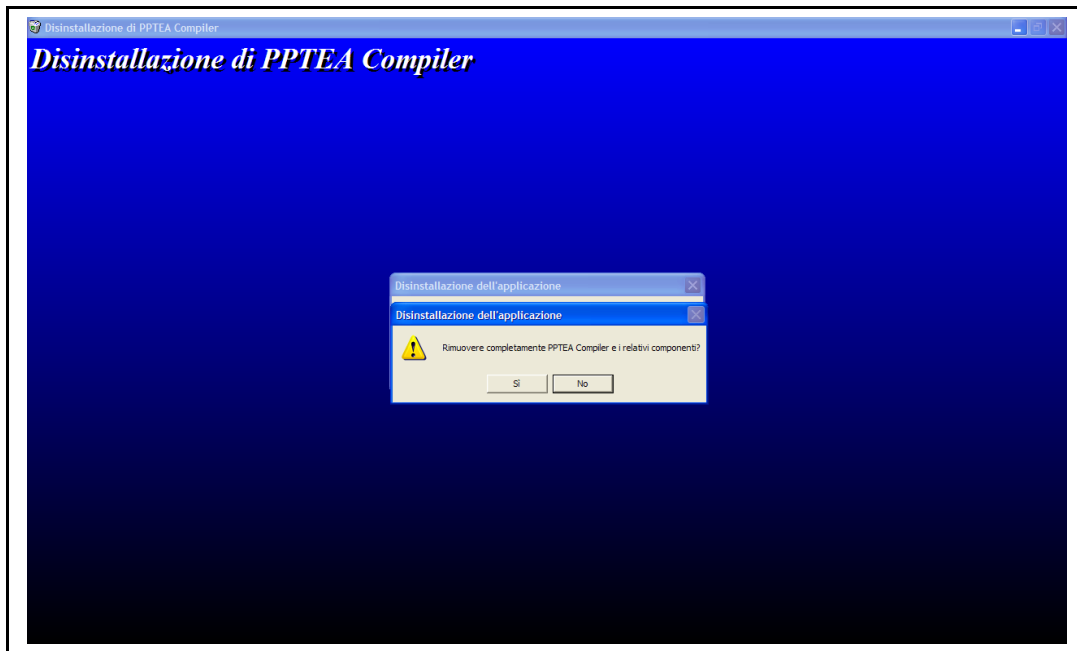 Disinstallazione di PPTEA Compiler
Disinstallazione di PPTEA Compiler
Disinstallazione dell'applicazione
Disinstallazione dell'applicazione
Rimuovere completamente PPTEA Compiler e i relativi componenti?
Sì
No